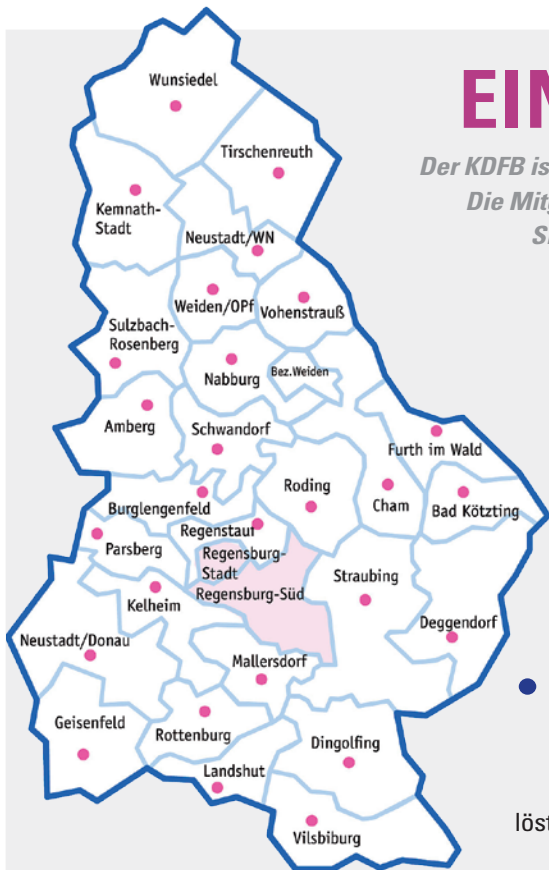 EIN
Der KDFB is
Die Mitg
Wunsiedel
Tirschenreuth
Kemnath-
Stadt
Neustadt/WN
Weiden/OPf
Vohenstrauß
Sulzbach-
Rosenberg
Nabburg
Bez.Weiden
Amberg
Schwandorf
Furth im Wald
Roding
Cham
Bad Kötzting
Burglengenfeld
Regenstauf
Parsberg
Regensburg-
Stadt
Straubing
Kelheim
Regensburg-Süd
Deggendorf
Neustadt/Donau
Mallersdorf
Geisenfeld
Rottenburg
Dingolfing
Landshut
Vilsbiburg
löst